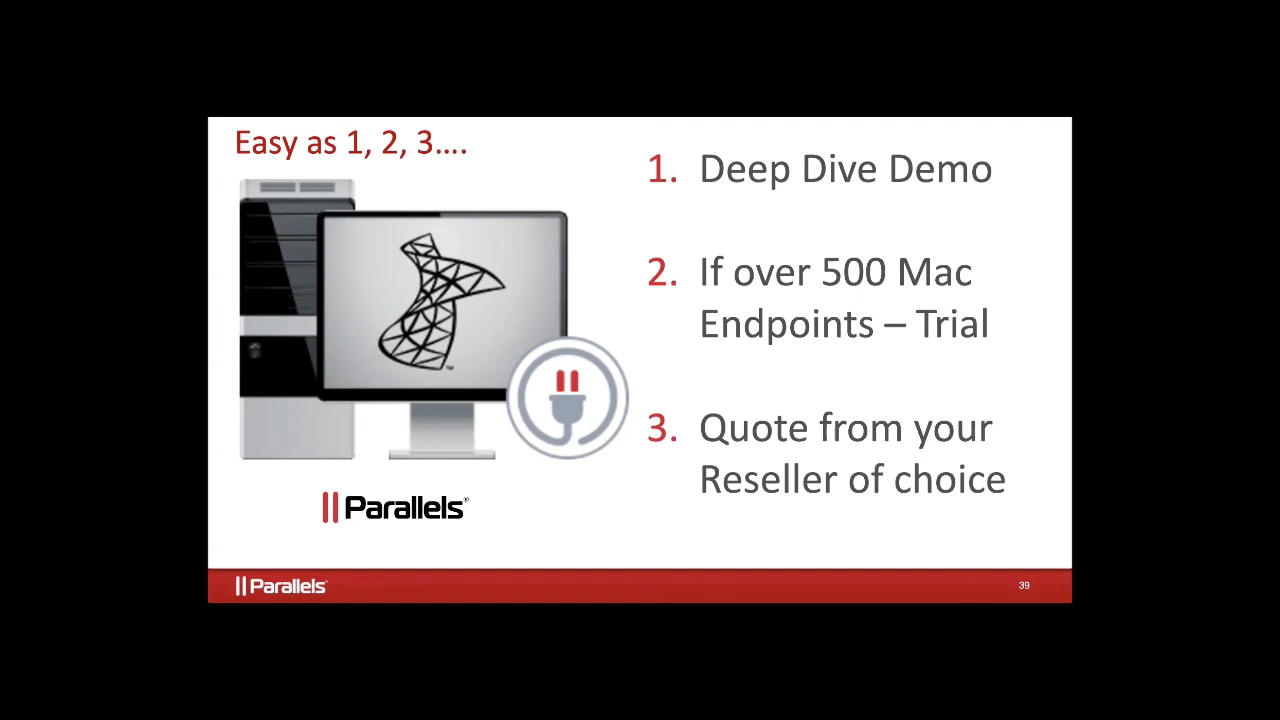 Easy as 1, 2, 3....
1. Deep Dive Demo
2. If over 500 Mac
Endpoints – Trial
3. Quote from your
Reseller of choice
Parallels®
Parallels®
39